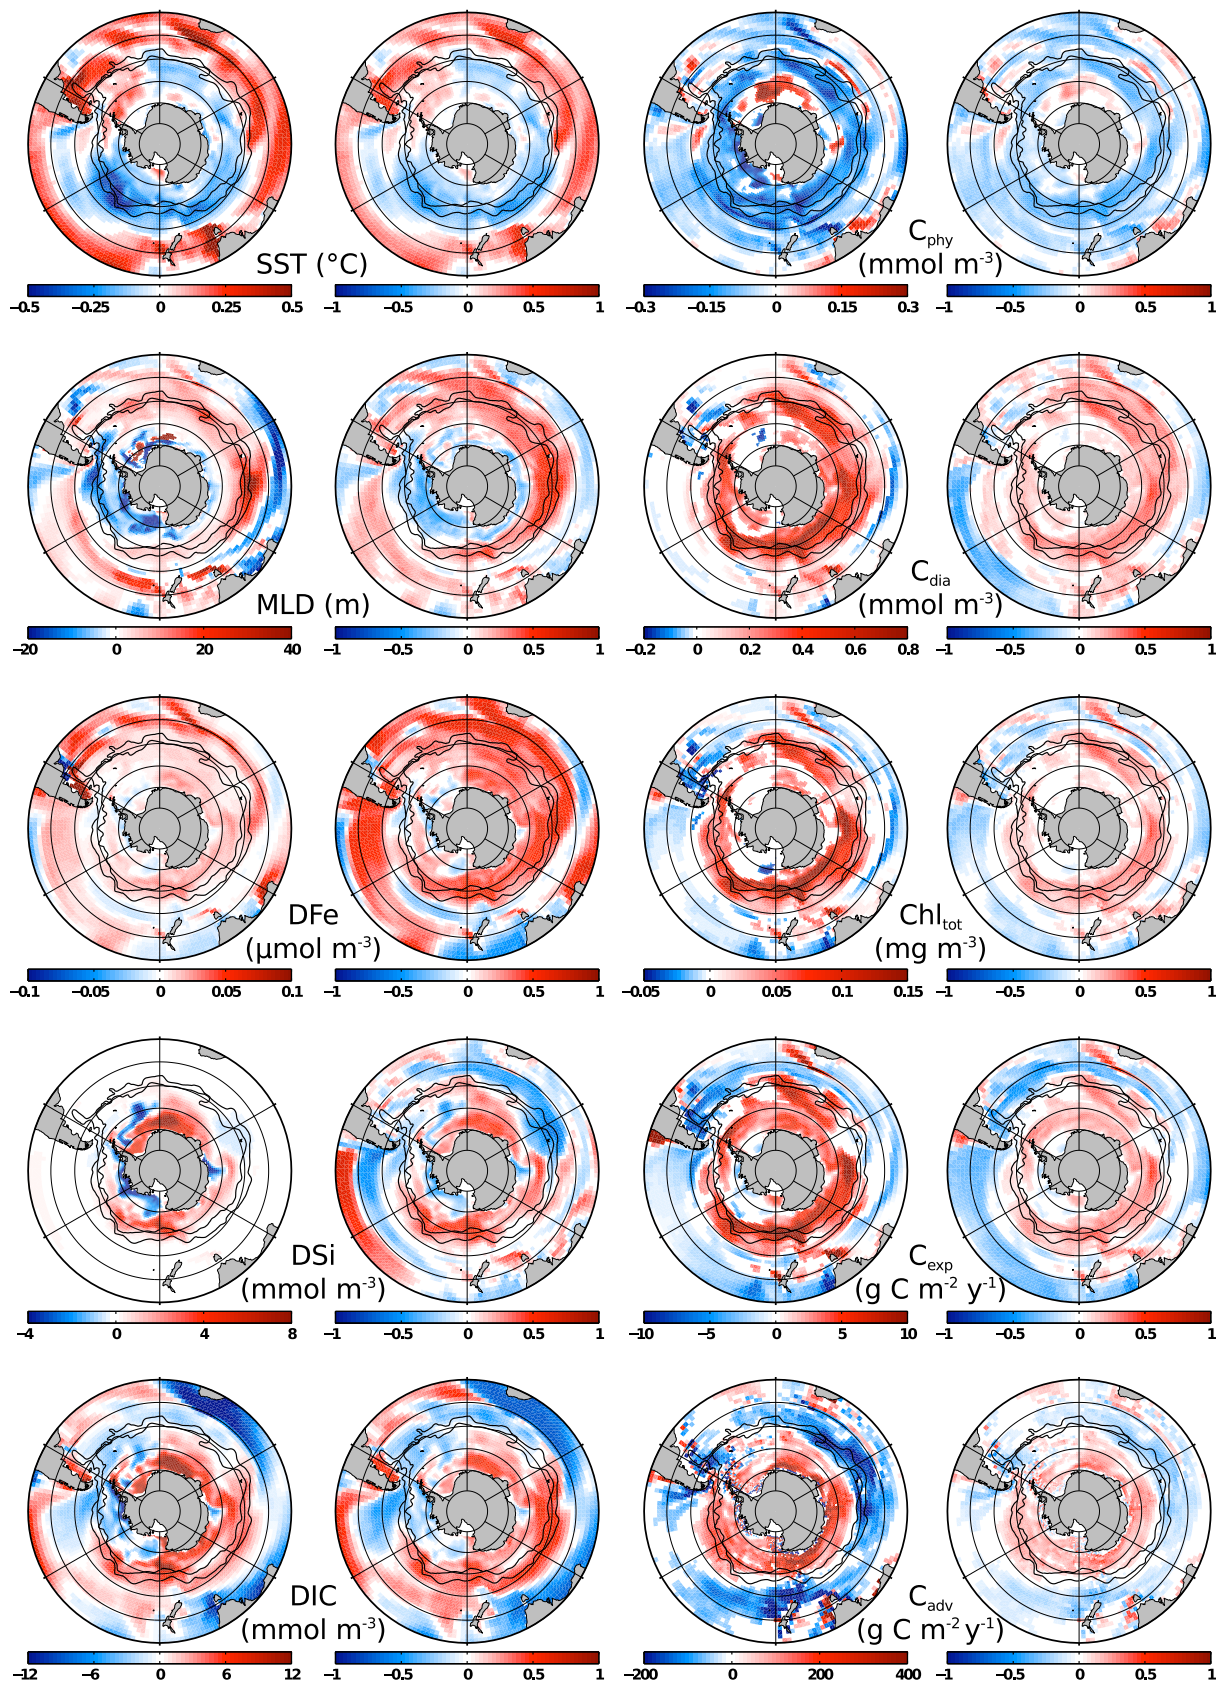 SST (°C)
−0.5 −0.25 0 0.25 0.5
−1 −0.5 0 0.5 1
C_phy
(mmol m⁻³)
−0.3 −0.15 0 0.15 0.3
−1 −0.5 0 0.5 1
MLD (m)
−20 0 20 40
−1 −0.5 0 0.5 1
C_dia
(mmol m⁻³)
−0.2 0 0.2 0.4 0.6 0.8
−1 −0.5 0 0.5 1
DFe
(μmol m⁻³)
−0.1 −0.05 0 0.05 0.1
−1 −0.5 0 0.5 1
Chl_tot
(mg m⁻³)
−0.05 0 0.05 0.1 0.15
−1 −0.5 0 0.5 1
DSi
(mmol m⁻³)
−4 0 4 8
−1 −0.5 0 0.5 1
C_exp
(g C m⁻² y⁻¹)
−10 −5 0 5 10
−1 −0.5 0 0.5 1
DIC
(mmol m⁻³)
−12 −6 0 6 12
−1 −0.5 0 0.5 1
C_adv
(g C m⁻² y⁻¹)
−200 0 200 400
−1 −0.5 0 0.5 1